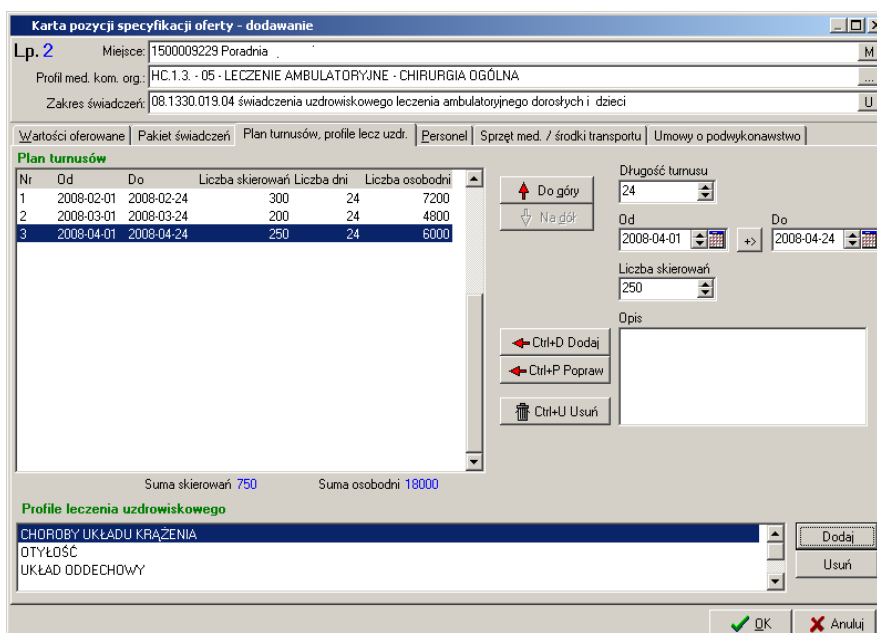 Karta pozycji specyfikacji oferty - dodawanie
Lp. 2 Miejsce: 1500009229 Poradnia M
Profil med. kom. org.: HC.1.3. - 05 - LECZENIE AMBULATORYJNE - CHIRURGIA OGÓLNA ...
Zakres świadczeń: 08.1330.019.04 świadczenia uzdrowiskowego leczenia ambulatoryjnego dorosłych i dzieci U
Wartości oferowane Pakiet świadczeń Plan turnusów, profile lecz uzdr. Personel Sprzęt med. / środki transportu Umowy o podwykonawstwo
Plan turnusów
Nr Od Do Liczba skierowań Liczba dni Liczba osobodni
1 2008-02-01 2008-02-24 300 24 7200
2 2008-03-01 2008-03-24 200 24 4800
3 2008-04-01 2008-04-24 250 24 6000
Do góry
Na dół
Długość turnusu
24
Od Do
2008-04-01 +> 2008-04-24
Liczba skierowań
250
Opis
Ctrl+D Dodaj
Ctrl+P Popraw
Ctrl+U Usuń
Suma skierowań 750 Suma osobodni 18000
Profile leczenia uzdrowiskowego
CHOROBY UKŁADU KRĄŻENIA
OTYŁOŚĆ
UKŁAD ODDECHOWY
Dodaj
Usuń
OK Anuluj